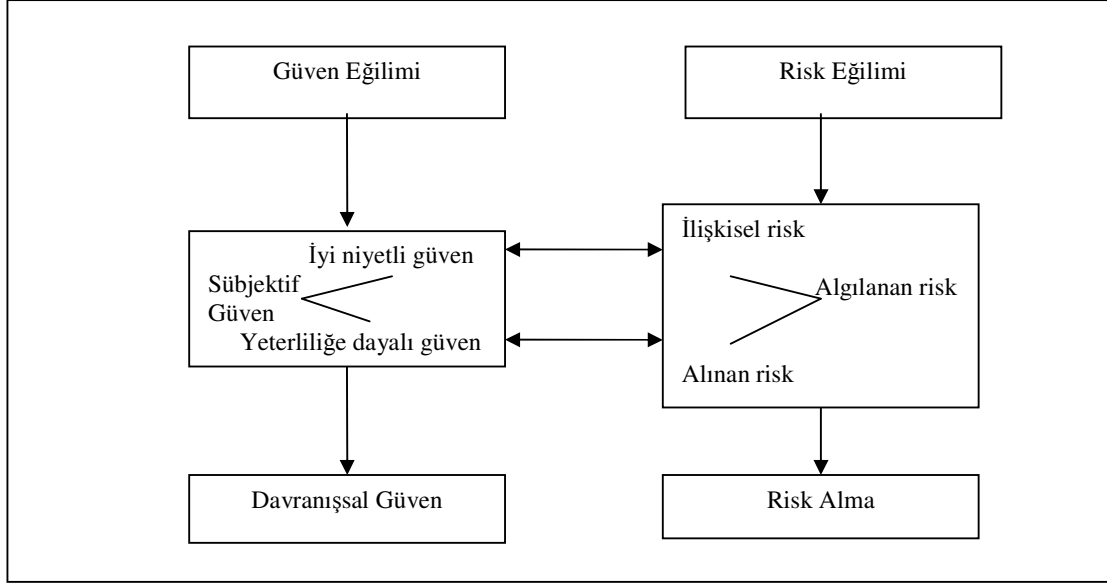 Güven Eğilimi
Risk Eğilimi
İyi niyetli güven
Sübjektif
Güven
Yeterliliğe dayalı güven
İlişkisel risk
Algılanan risk
Alınan risk
Davranışsal Güven
Risk Alma